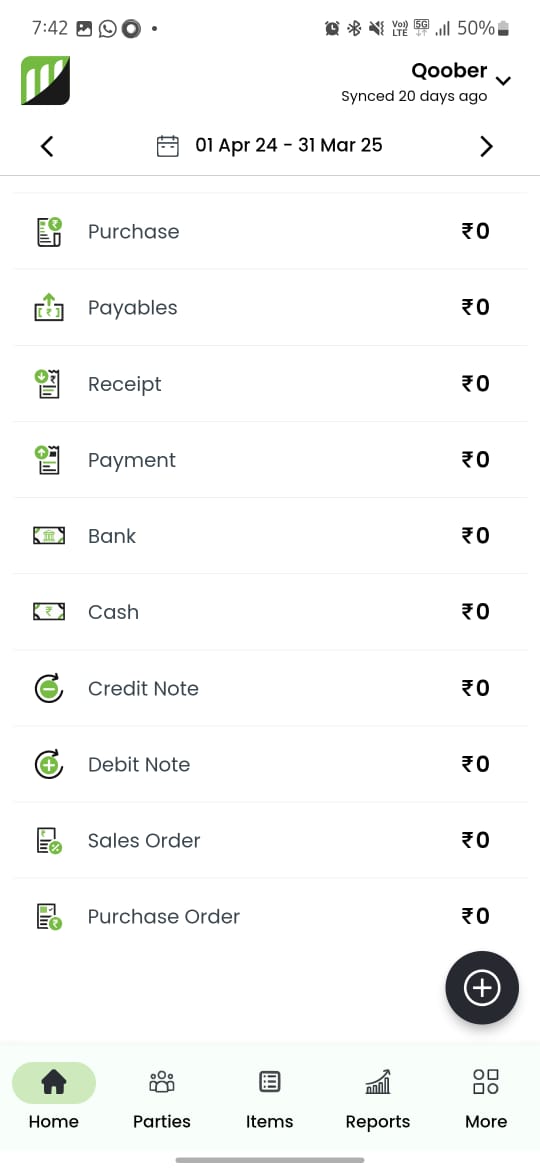 7:42
Vo))
LTE
5G
50%
Qoober
Synced 20 days ago
01 Apr 24 - 31 Mar 25
Purchase ₹0
Payables ₹0
Receipt ₹0
Payment ₹0
Bank ₹0
Cash ₹0
Credit Note ₹0
Debit Note ₹0
Sales Order ₹0
Purchase Order ₹0
Home Parties Items Reports More